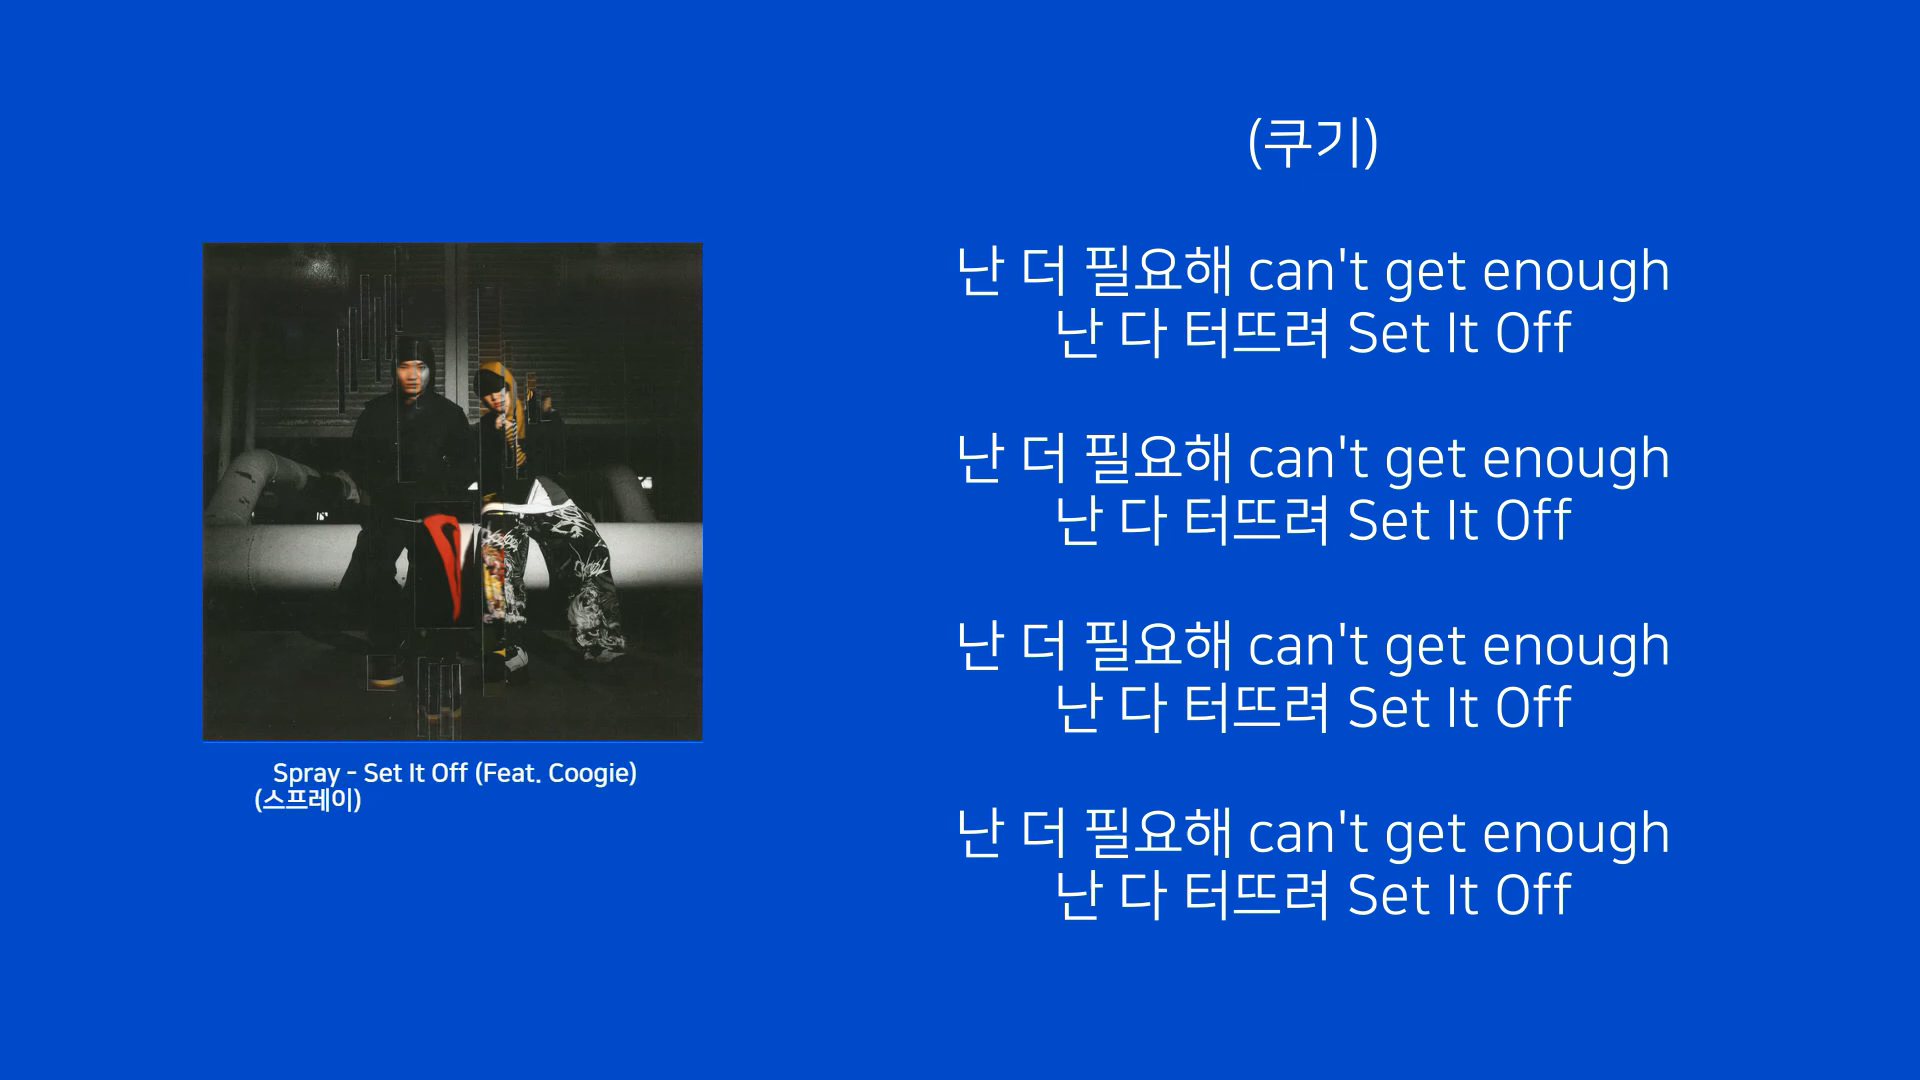 (쿠기)
난 더 필요해 can't get enough
난 다 터뜨려 Set It Off
난 더 필요해 can't get enough
난 다 터뜨려 Set It Off
난 더 필요해 can't get enough
난 다 터뜨려 Set It Off
난 더 필요해 can't get enough
난 다 터뜨려 Set It Off
Spray - Set It Off (Feat. Coogie)
(스프레이)